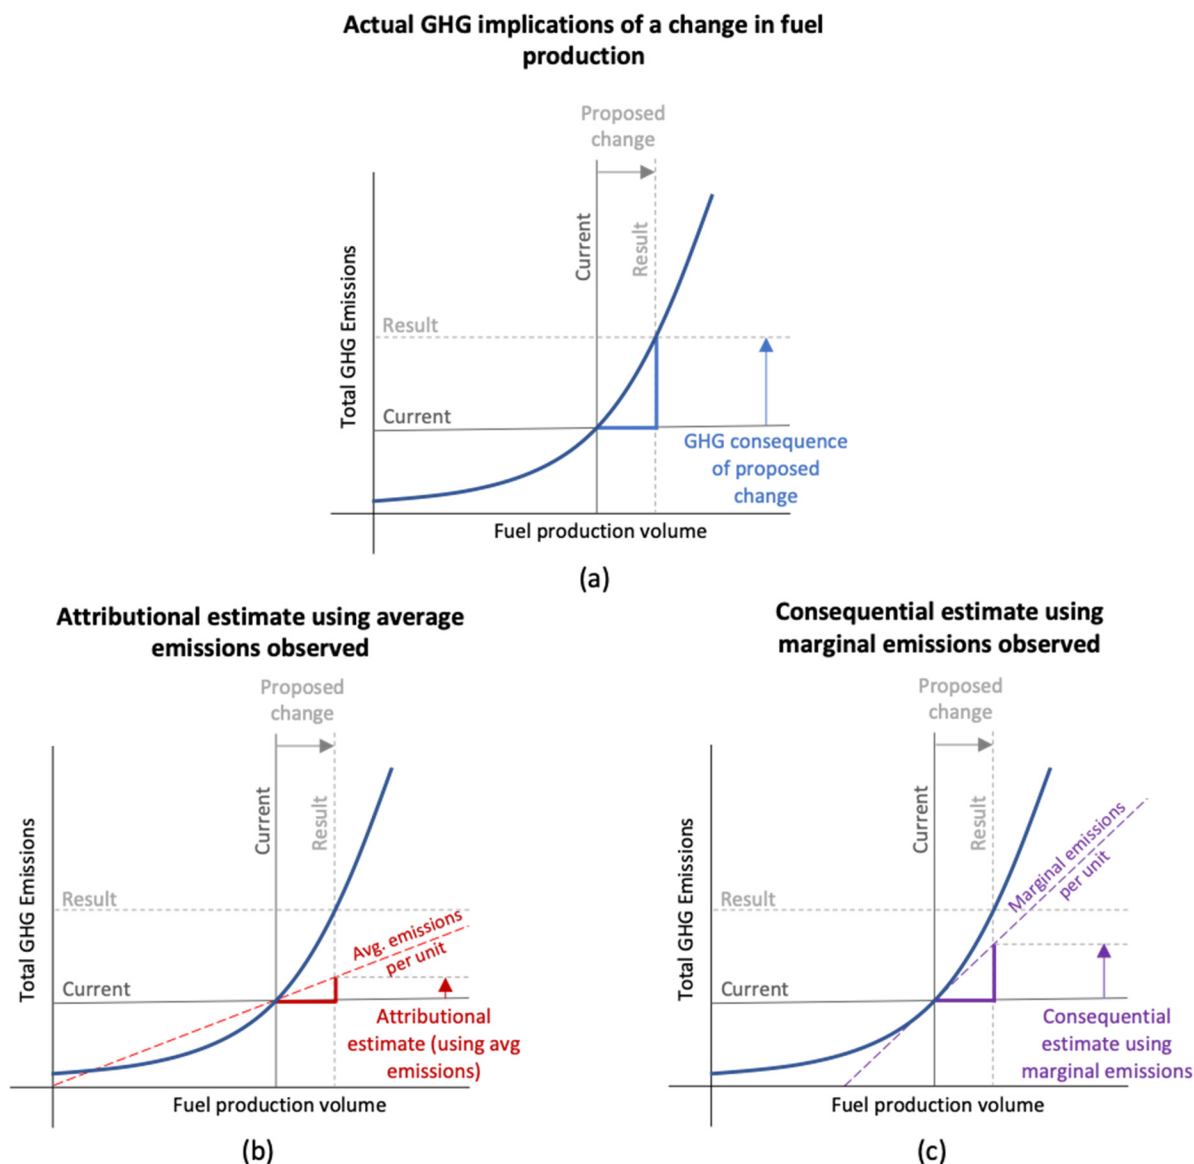 Actual GHG implications of a change in fuel
production
Proposed
change
Current
Result
Total GHG Emissions
Result
Current
GHG consequence
of proposed
change
Fuel production volume
(a)
Attributional estimate using average
emissions observed
Proposed
change
Current
Result
Total GHG Emissions
Result
Avg. emissions
per unit
Current
Attributional
estimate (using avg
emissions)
Fuel production volume
(b)
Consequential estimate using
marginal emissions observed
Proposed
change
Current
Result
Total GHG Emissions
Marginal emissions
per unit
Result
Current
Consequential
estimate using
marginal emissions
Fuel production volume
(c)